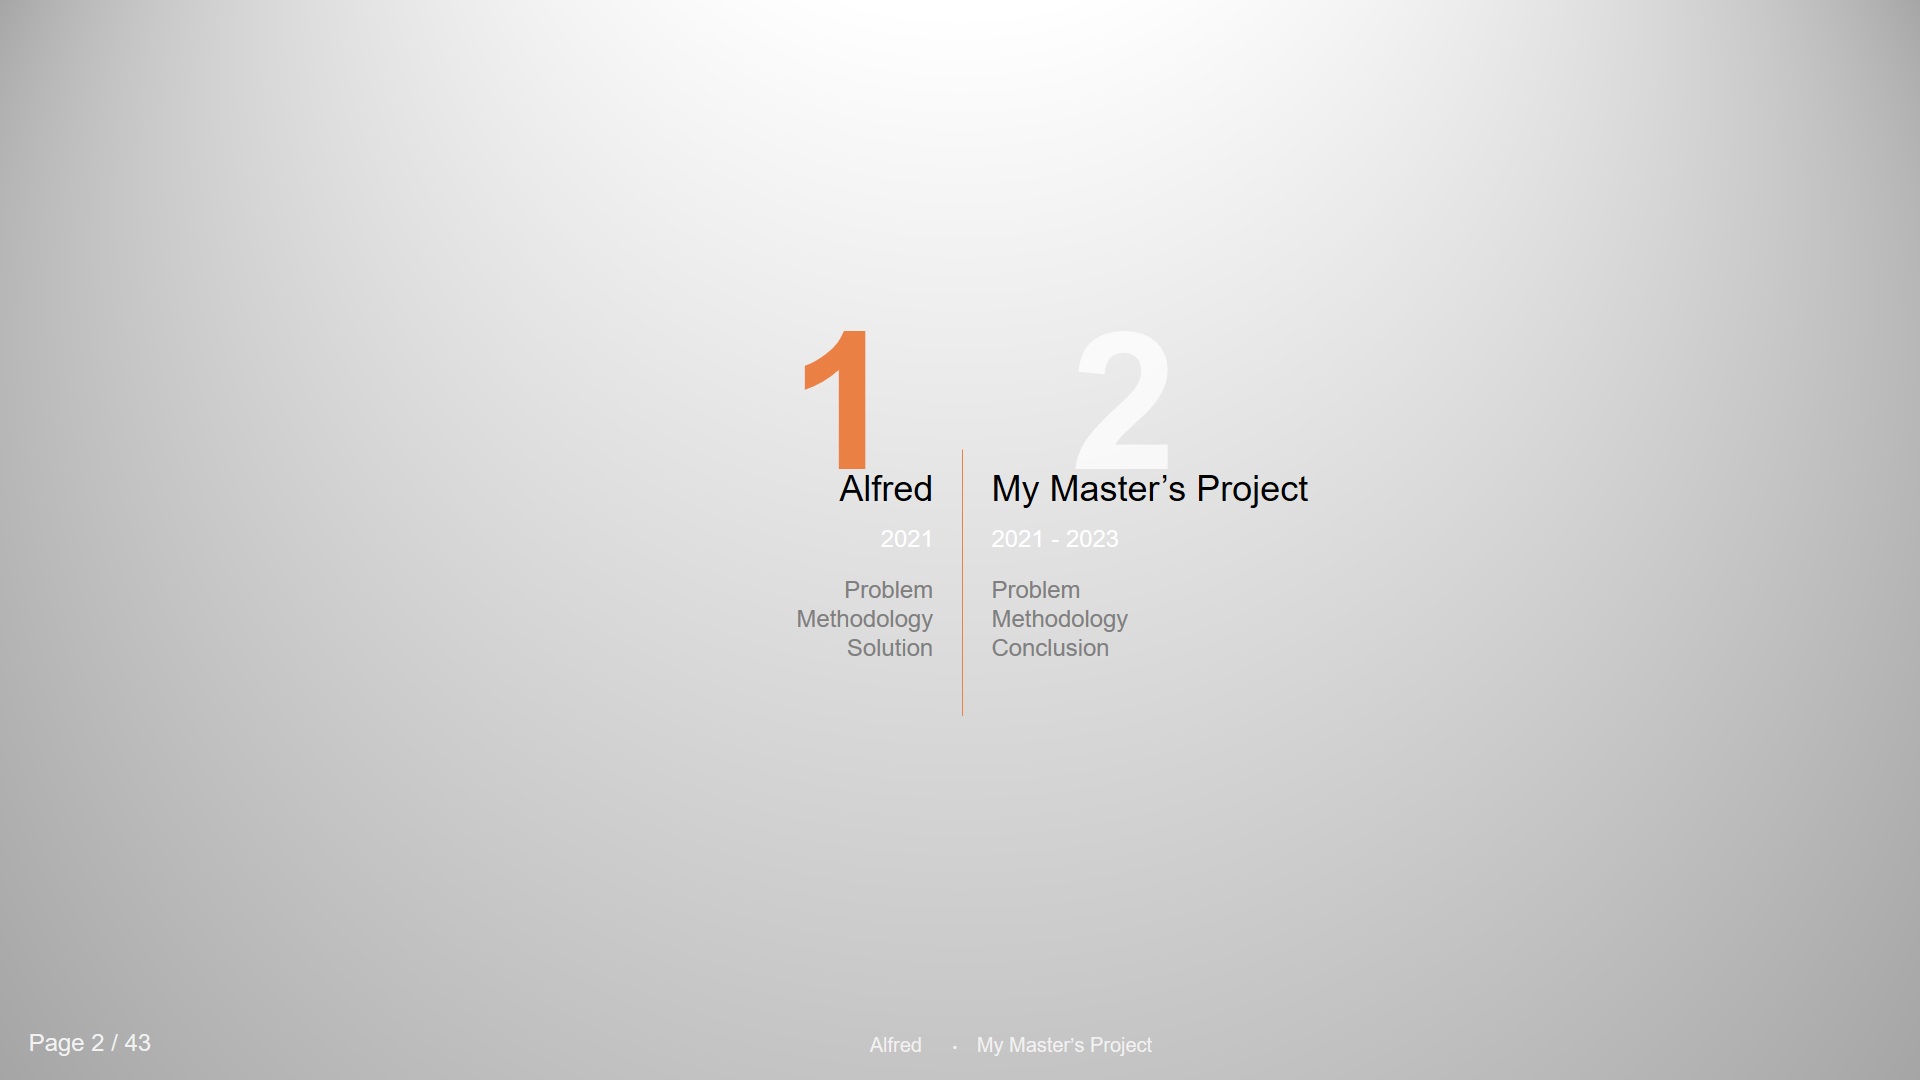 1
Alfred
2021
Problem
Methodology
Solution
2
My Master’s Project
2021 - 2023
Problem
Methodology
Conclusion
Page 2 / 43
Alfred · My Master’s Project